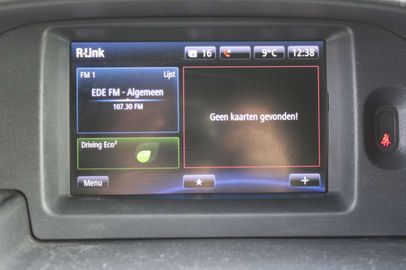 R-Link
16
9°C
12:38
FM 1
Lijst
EDE FM - Algemeen
107.30 FM
Geen kaarten gevonden!
Driving Eco²
Menu